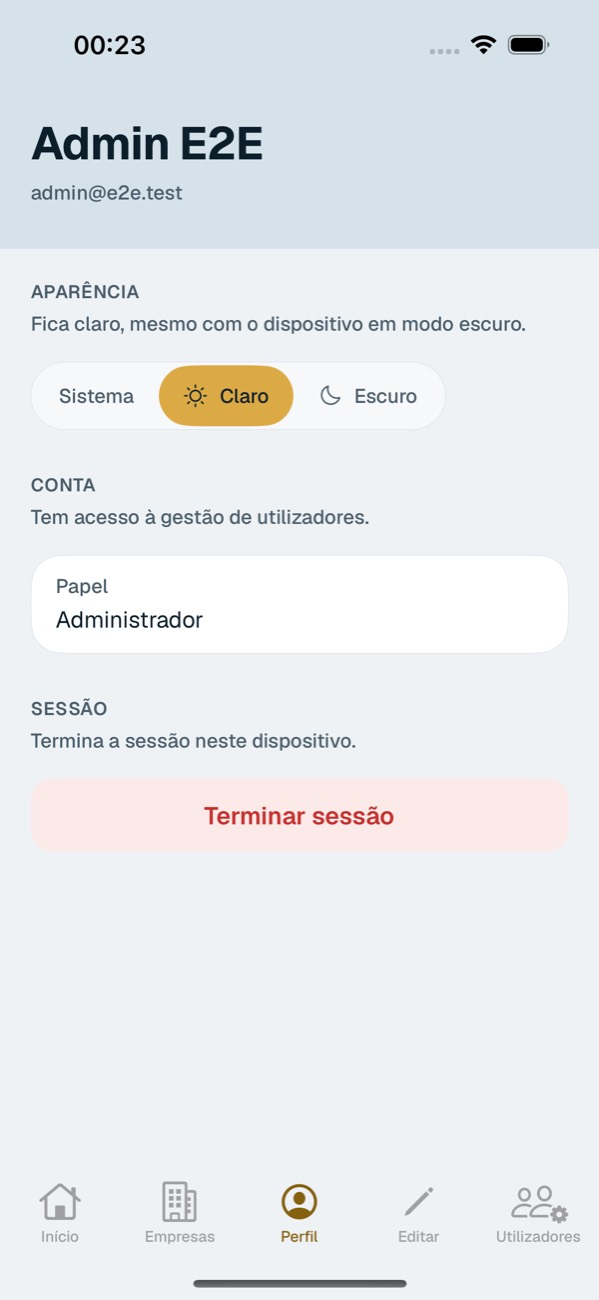 00:23
Admin E2E
admin@e2e.test
APARÊNCIA
Fica claro, mesmo com o dispositivo em modo escuro.
Sistema Claro Escuro
CONTA
Tem acesso à gestão de utilizadores.
Papel
Administrador
SESSÃO
Termina a sessão neste dispositivo.
Terminar sessão
Início Empresas Perfil Editar Utilizadores